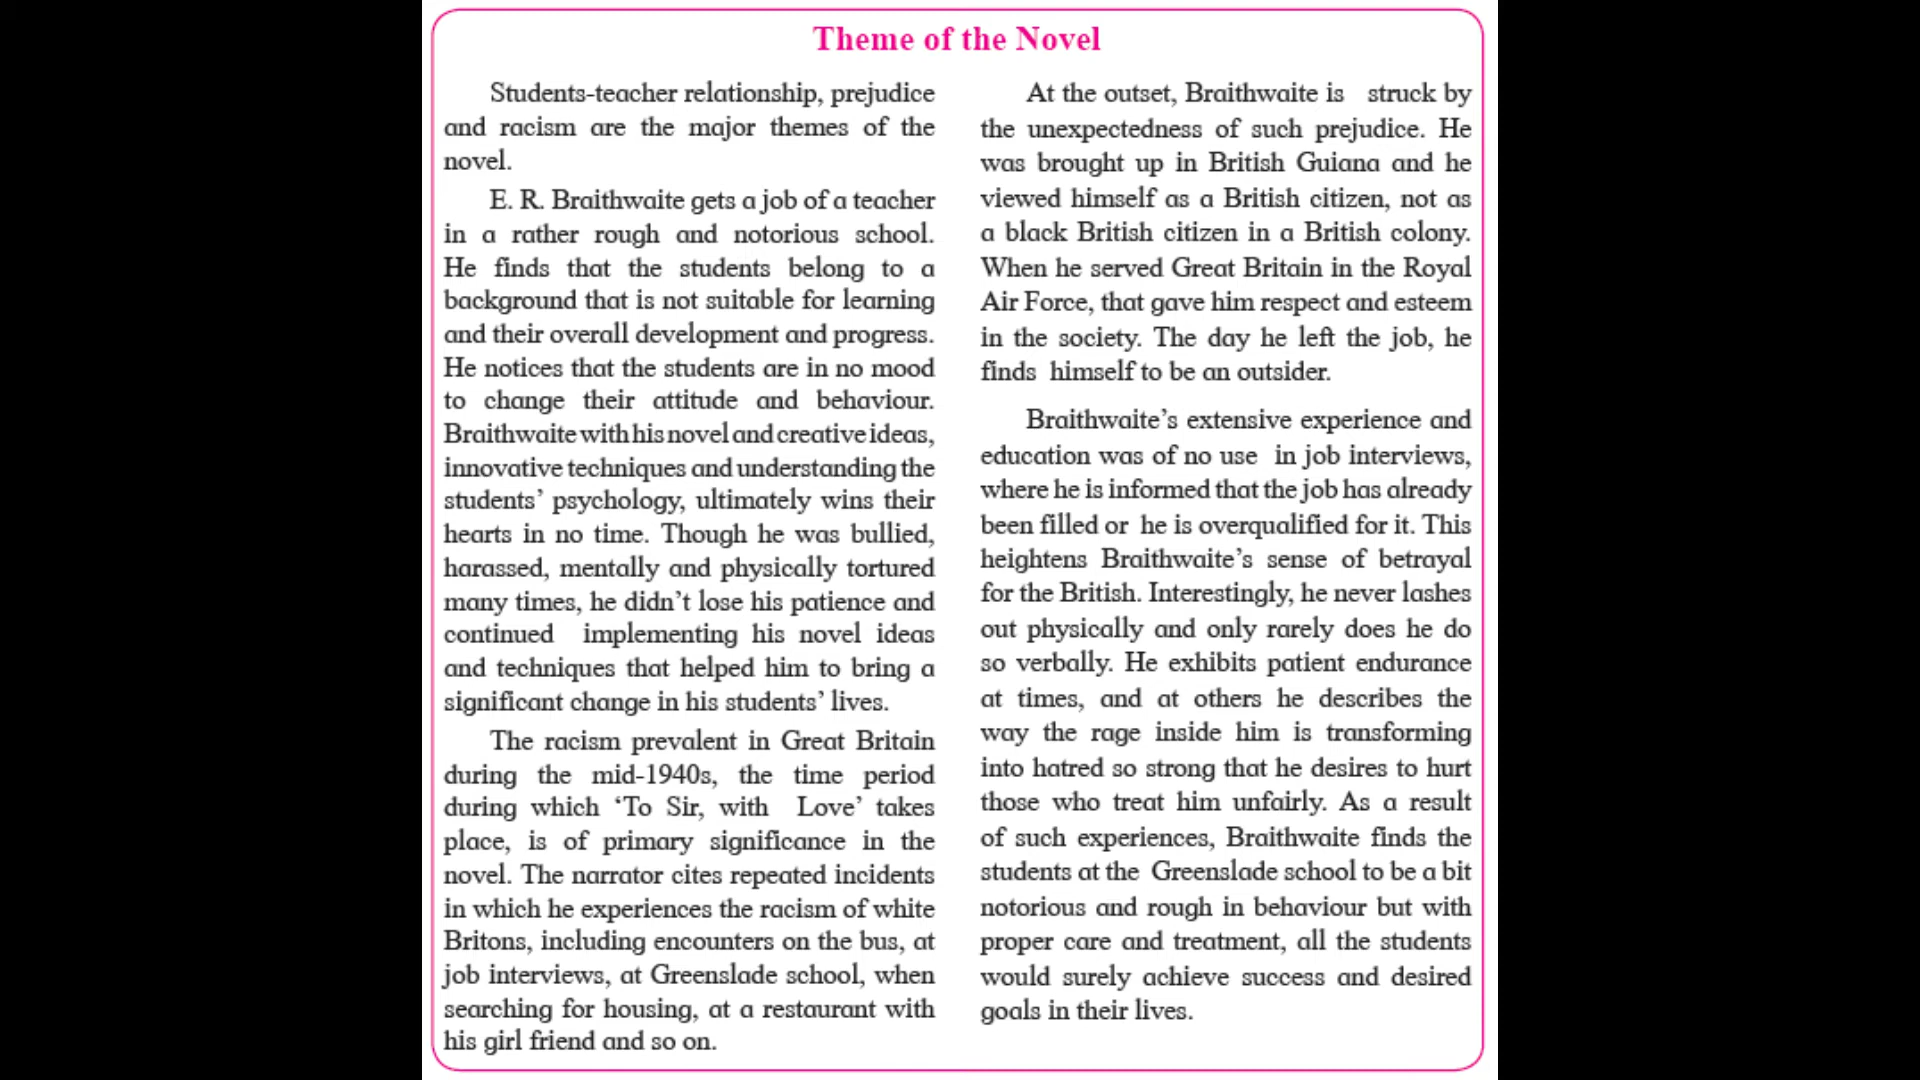 Theme of the Novel
Students-teacher relationship, prejudice
and racism are the major themes of the
novel.
E. R. Braithwaite gets a job of a teacher
in a rather rough and notorious school.
He finds that the students belong to a
background that is not suitable for learning
and their overall development and progress.
He notices that the students are in no mood
to change their attitude and behaviour.
Braithwaite with his novel and creative ideas,
innovative techniques and understanding the
students’ psychology, ultimately wins their
hearts in no time. Though he was bullied,
harassed, mentally and physically tortured
many times, he didn’t lose his patience and
continued implementing his novel ideas
and techniques that helped him to bring a
significant change in his students’ lives.
The racism prevalent in Great Britain
during the mid-1940s, the time period
during which ‘To Sir, with Love’ takes
place, is of primary significance in the
novel. The narrator cites repeated incidents
in which he experiences the racism of white
Britons, including encounters on the bus, at
job interviews, at Greenslade school, when
searching for housing, at a restaurant with
his girl friend and so on.
At the outset, Braithwaite is struck by
the unexpectedness of such prejudice. He
was brought up in British Guiana and he
viewed himself as a British citizen, not as
a black British citizen in a British colony.
When he served Great Britain in the Royal
Air Force, that gave him respect and esteem
in the society. The day he left the job, he
finds himself to be an outsider.
Braithwaite’s extensive experience and
education was of no use in job interviews,
where he is informed that the job has already
been filled or he is overqualified for it. This
heightens Braithwaite’s sense of betrayal
for the British. Interestingly, he never lashes
out physically and only rarely does he do
so verbally. He exhibits patient endurance
at times, and at others he describes the
way the rage inside him is transforming
into hatred so strong that he desires to hurt
those who treat him unfairly. As a result
of such experiences, Braithwaite finds the
students at the Greenslade school to be a bit
notorious and rough in behaviour but with
proper care and treatment, all the students
would surely achieve success and desired
goals in their lives.